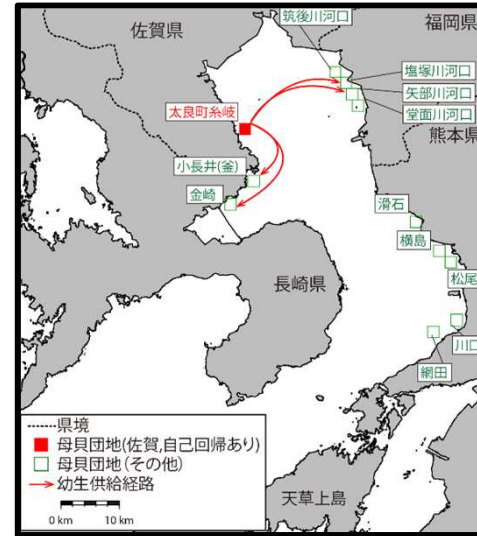 筑後川河口
佐賀県
福岡県
塩塚川河口
矢部川河口
堂面川河口
太良町糸岐
熊本県
小長井(釜)
金崎
滑石
横島
長崎県
松尾
川口
網田
県境
母貝団地(佐賀,自己回帰あり)
母貝団地(その他)
幼生供給経路
0 km 10 km
天草上島